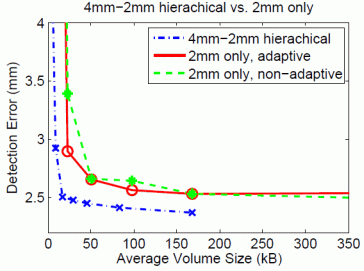 4mm−2mm hierachical vs. 2mm only
4mm−2mm hierachical
2mm only, adaptive
2mm only, non−adaptive
Detection Error (mm)
4
3.5
3
2.5
0 50 100 150 200 250 300 350
Average Volume Size (kB)